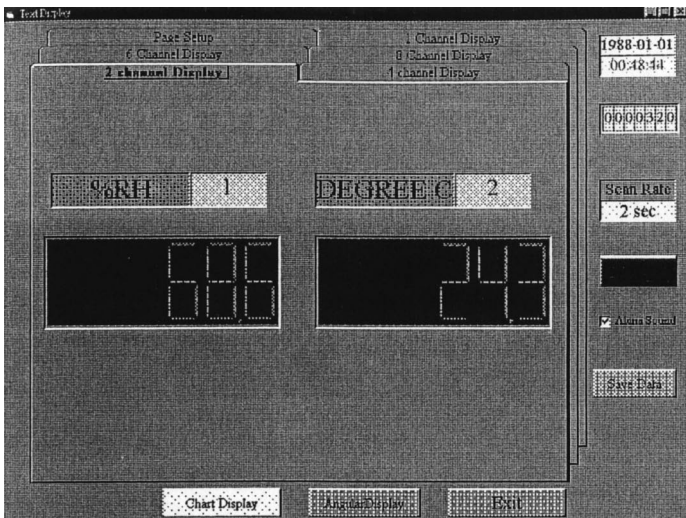 Text Display
Page Setup 1 Channel Display
6 Channel Display 8 Channel Display
2 channel Display 4 channel Display
1988-01-01
00:48:44
0000320
%RH 1 DEGREE C 2
Scan Rate
2 sec
Alarm Sound
Save Data
Chart Display Angular Display Exit